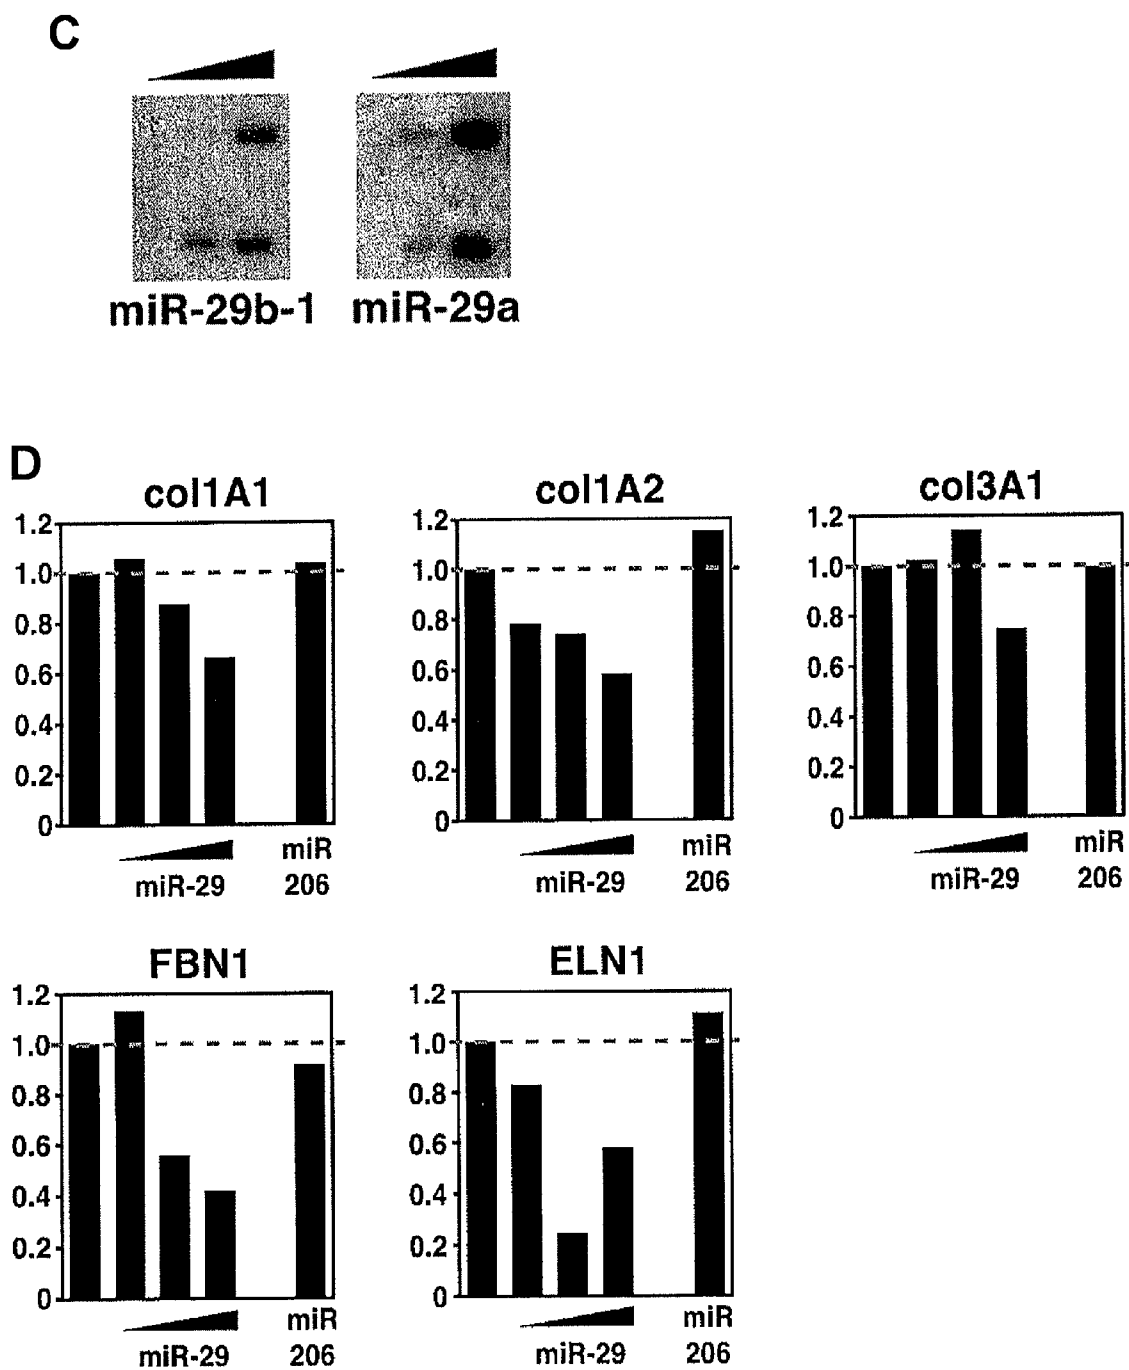 C
miR-29b-1 miR-29a
D
col1A1 col1A2 col3A1
1.2 1.2 1.2
1.0 1.0 1.0
0.8 0.8 0.8
0.6 0.6 0.6
0.4 0.4 0.4
0.2 0.2 0.2
0 0 0
miR miR miR
miR-29 206 miR-29 206 miR-29 206
FBN1 ELN1
1.2 1.2
1.0 1.0
0.8 0.8
0.6 0.6
0.4 0.4
0.2 0.2
0 0
miR miR
miR-29 206 miR-29 206